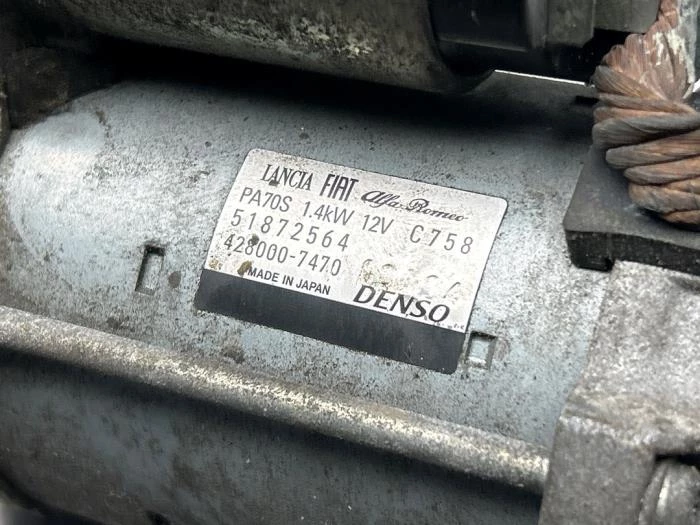 LANCIA FIAT Alfa Romeo
PA70S 1.4kW 12V C758
51872564
428000-7470
MADE IN JAPAN DENSO